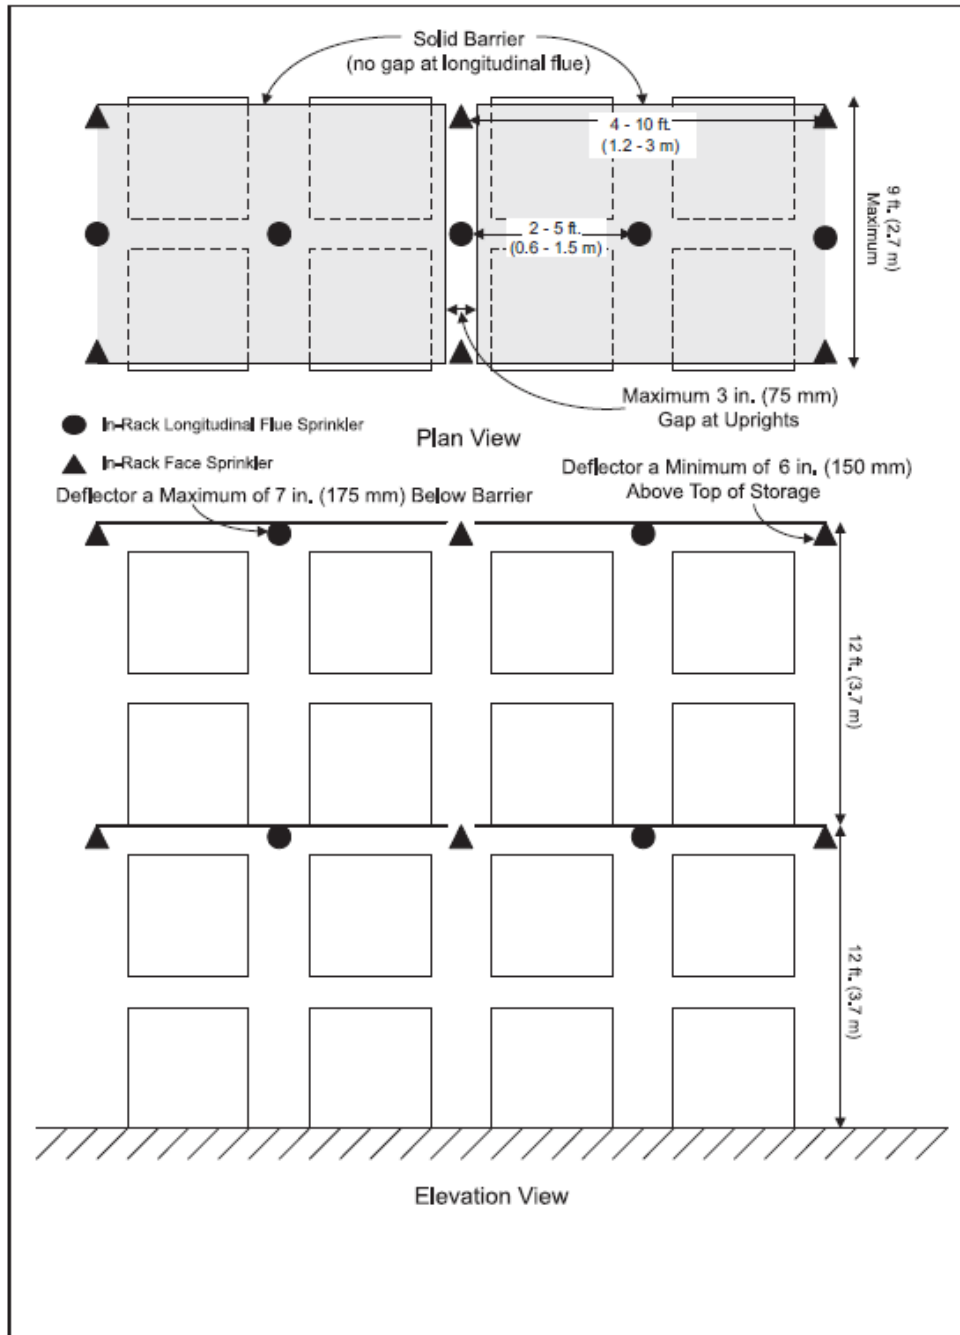 Solid Barrier
(no gap at longitudinal flue)
4 - 10 ft.
(1.2 - 3 m)
9 ft. (2.7 m)
Maximum
2 - 5 ft.
(0.6 - 1.5 m)
Maximum 3 in. (75 mm)
Gap at Uprights
In-Rack Longitudinal Flue Sprinkler
Plan View
In-Rack Face Sprinkler
Deflector a Minimum of 6 in. (150 mm)
Above Top of Storage
Deflector a Maximum of 7 in. (175 mm) Below Barrier
12 ft. (3.7 m)
12 ft. (3.7 m)
Elevation View